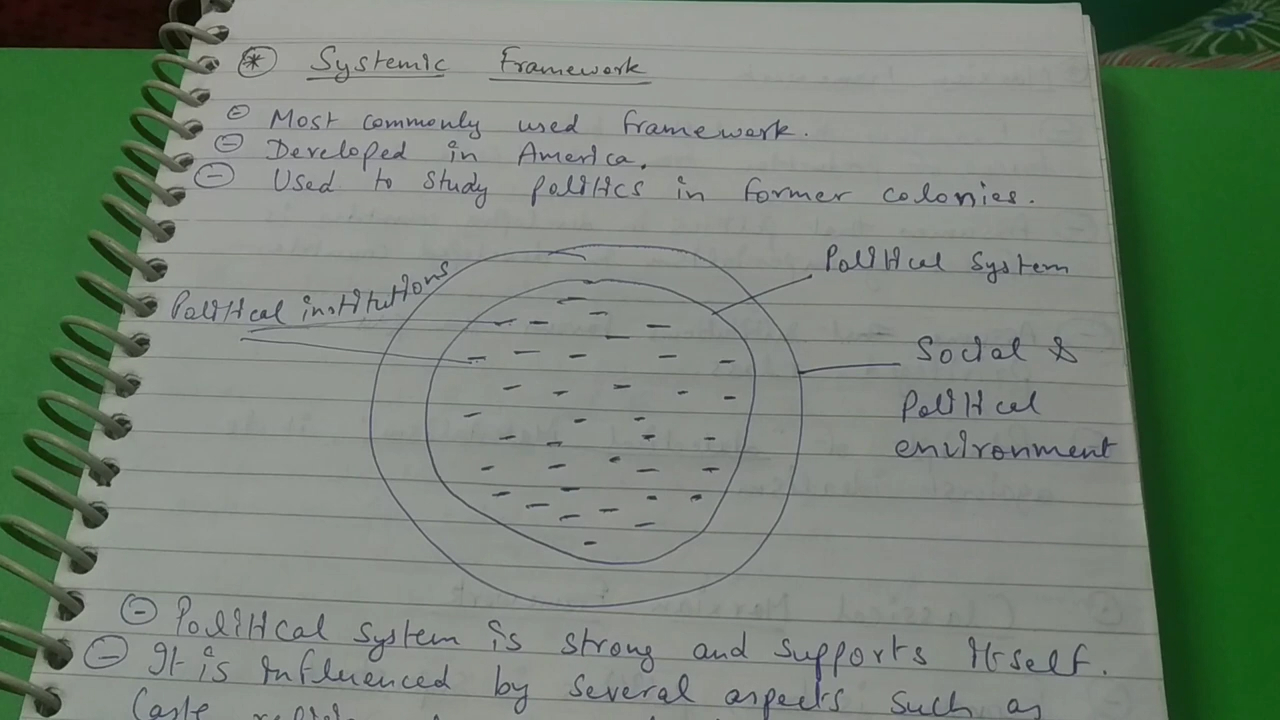 * Systemic Framework
- Most commonly used framework.
- Developed in America.
- Used to study politics in former colonies.
Political System
Political institutions
Social &
Political
environment
- Political system is strong and supports itself.
- It is influenced by several aspects such as
Caste